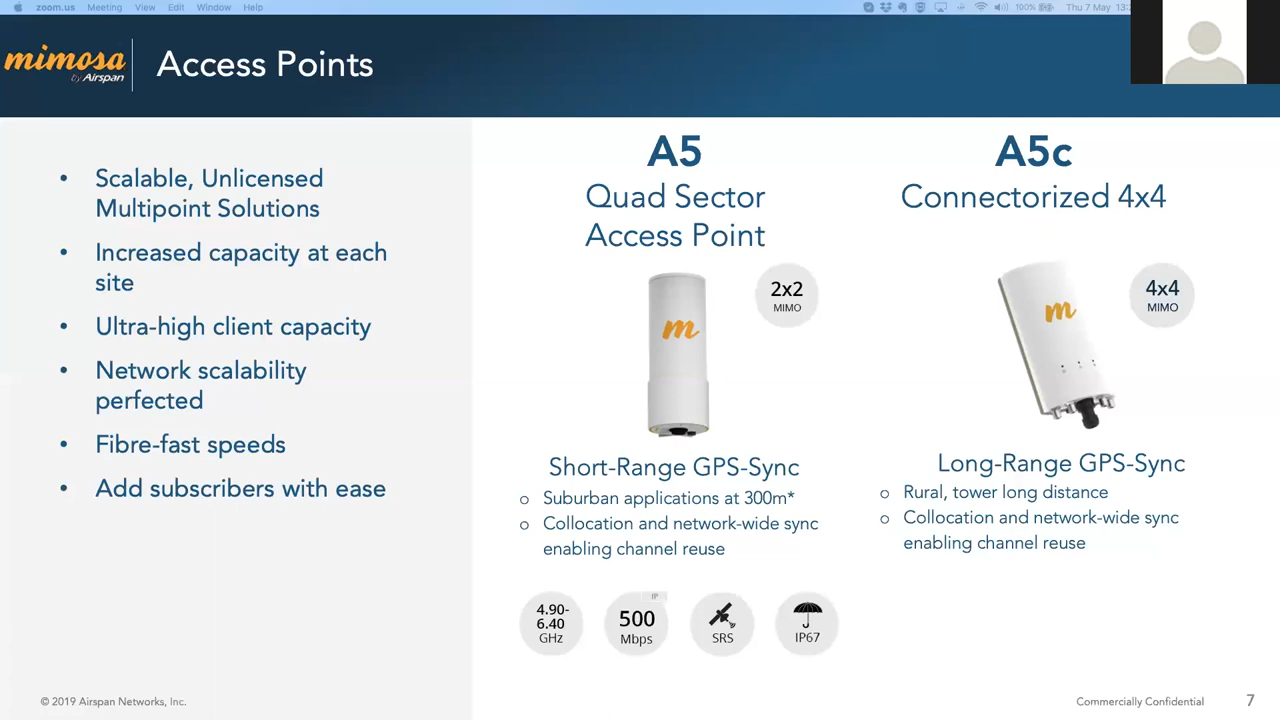 zoom.us Meeting View Edit Window Help
100% Thu 7 May
mimosa
by Airspan
Access Points
• Scalable, Unlicensed
Multipoint Solutions
• Increased capacity at each
site
• Ultra-high client capacity
• Network scalability
perfected
• Fibre-fast speeds
• Add subscribers with ease
A5
Quad Sector
Access Point
2x2
MIMO
m
Short-Range GPS-Sync
o Suburban applications at 300m*
o Collocation and network-wide sync
enabling channel reuse
4.90-
6.40
GHz
IP
500
Mbps
SRS
IP67
A5c
Connectorized 4x4
4x4
MIMO
m
Long-Range GPS-Sync
o Rural, tower long distance
o Collocation and network-wide sync
enabling channel reuse
© 2019 Airspan Networks, Inc.
Commercially Confidential
7